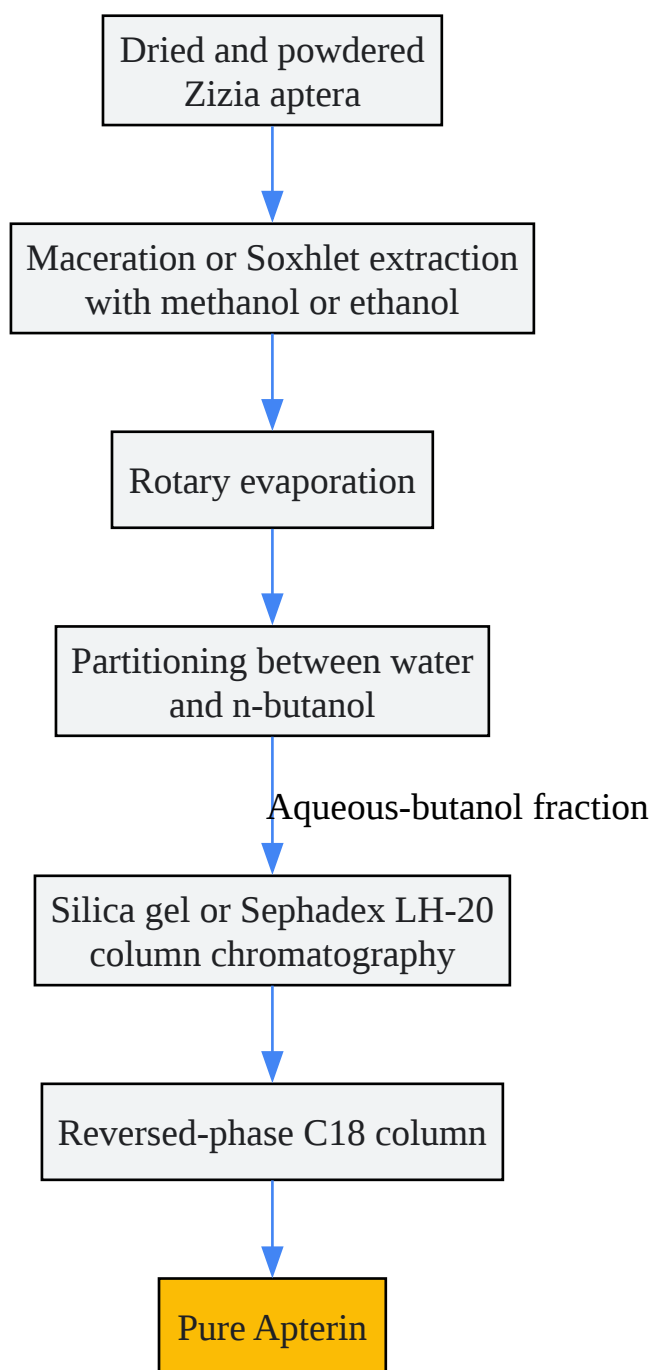 Dried and powdered
Zizia aptera
Maceration or Soxhlet extraction
with methanol or ethanol
Rotary evaporation
Partitioning between water
and n-butanol
Aqueous-butanol fraction
Silica gel or Sephadex LH-20
column chromatography
Reversed-phase C18 column
Pure Apterin